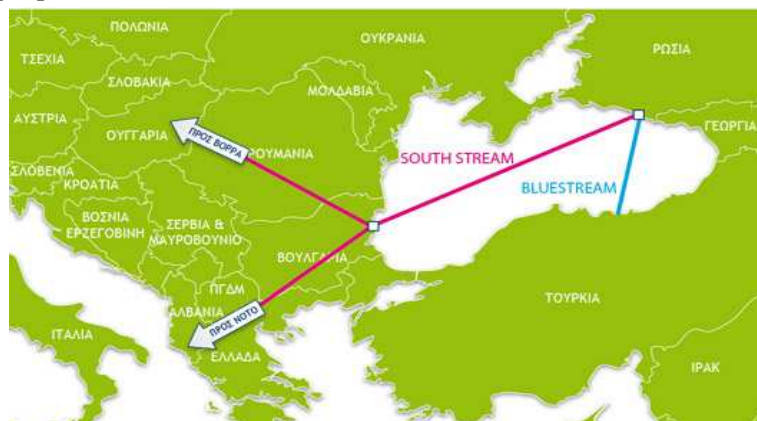 ΠΟΛΩΝΙΑ
ΟΥΚΡΑΝΙΑ
ΤΣΕΧΙΑ
ΡΩΣΙΑ
ΣΛΟΒΑΚΙΑ
ΜΟΛΔΑΒΙΑ
ΑΥΣΤΡΙΑ
ΓΕΩΡΓΙΑ
ΟΥΓΓΑΡΙΑ
ΠΡΟΣ ΒΟΡΡΑ
ΡΟΥΜΑΝΙΑ
SOUTH STREAM
ΣΛΟΒΕΝΙΑ
ΚΡΟΑΤΙΑ
BLUESTREAM
ΒΟΣΝΙΑ
ΕΡΖΕΓΟΒΙΝΗ
ΣΕΡΒΙΑ &
ΜΑΥΡΟΒΟΥΝΙΟ
ΒΟΥΛΓΑΡΙΑ
ΠΓΔΜ
ΤΟΥΡΚΙΑ
ΑΛΒΑΝΙΑ
ΠΡΟΣ ΝΟΤΟ
ΙΤΑΛΙΑ
ΕΛΛΑΔΑ
ΙΡΑΚ